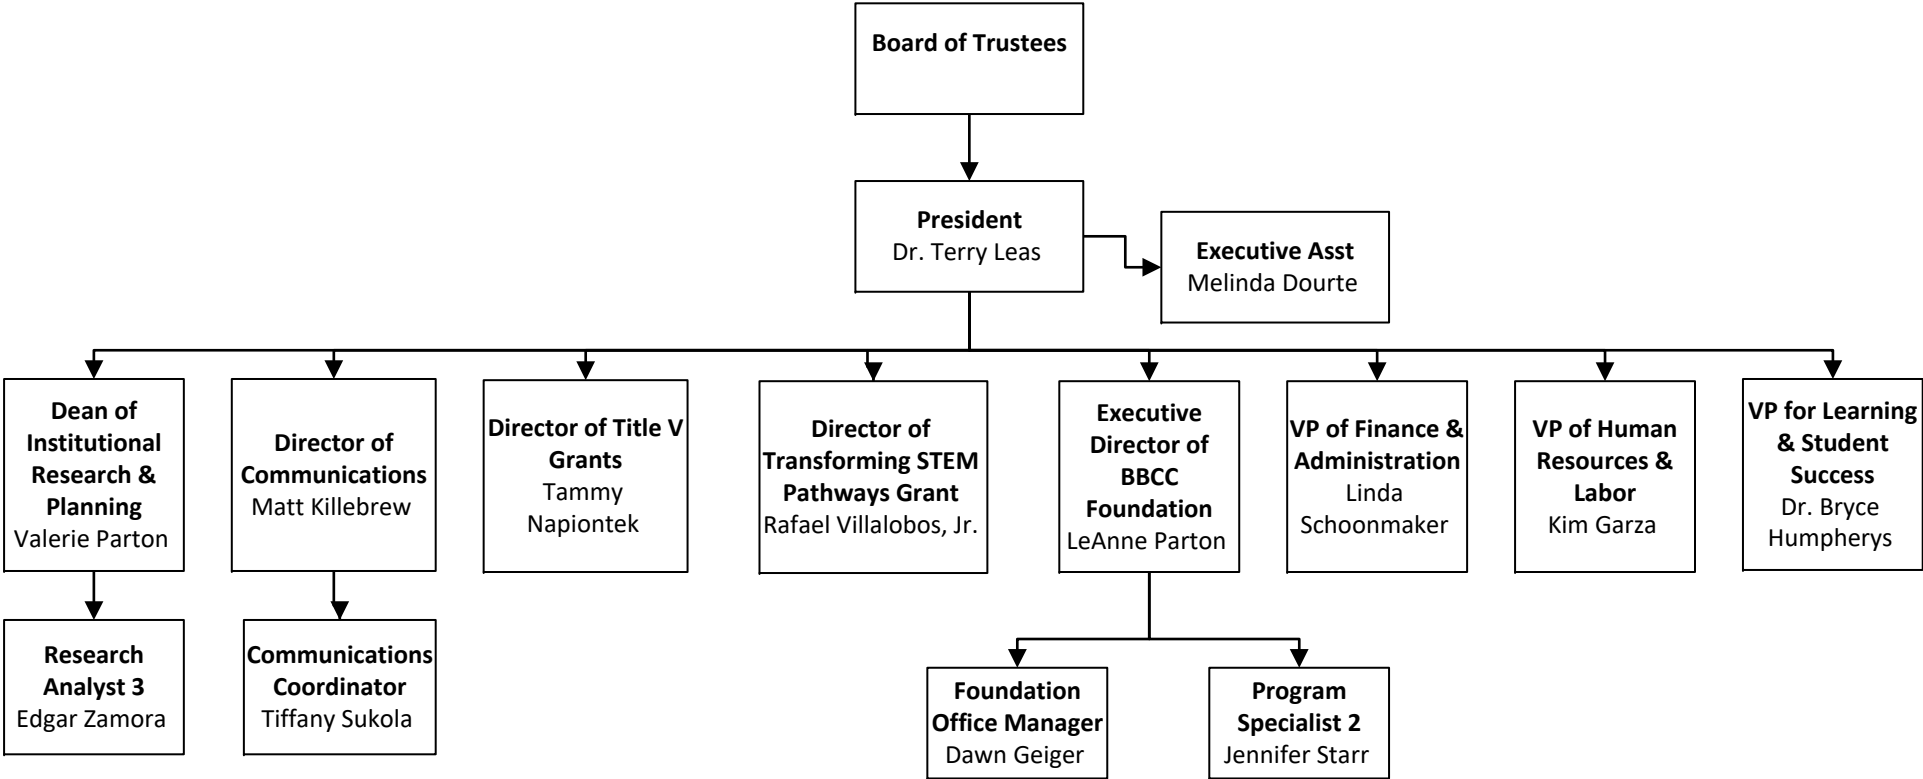 Board of Trustees
President
Dr. Terry Leas
Executive Asst
Melinda Dourte
Dean of
Institutional
Research &
Planning
Valerie Parton
Director of
Communications
Matt Killebrew
Director of Title V
Grants
Tammy
Napiontek
Director of
Transforming STEM
Pathways Grant
Rafael Villalobos, Jr.
Executive
Director of
BBCC
Foundation
LeAnne Parton
VP of Finance &
Administration
Linda
Schoonmaker
VP of Human
Resources &
Labor
Kim Garza
VP for Learning
& Student
Success
Dr. Bryce
Humpherys
Research
Analyst 3
Edgar Zamora
Communications
Coordinator
Tiffany Sukola
Foundation
Office Manager
Dawn Geiger
Program
Specialist 2
Jennifer Starr